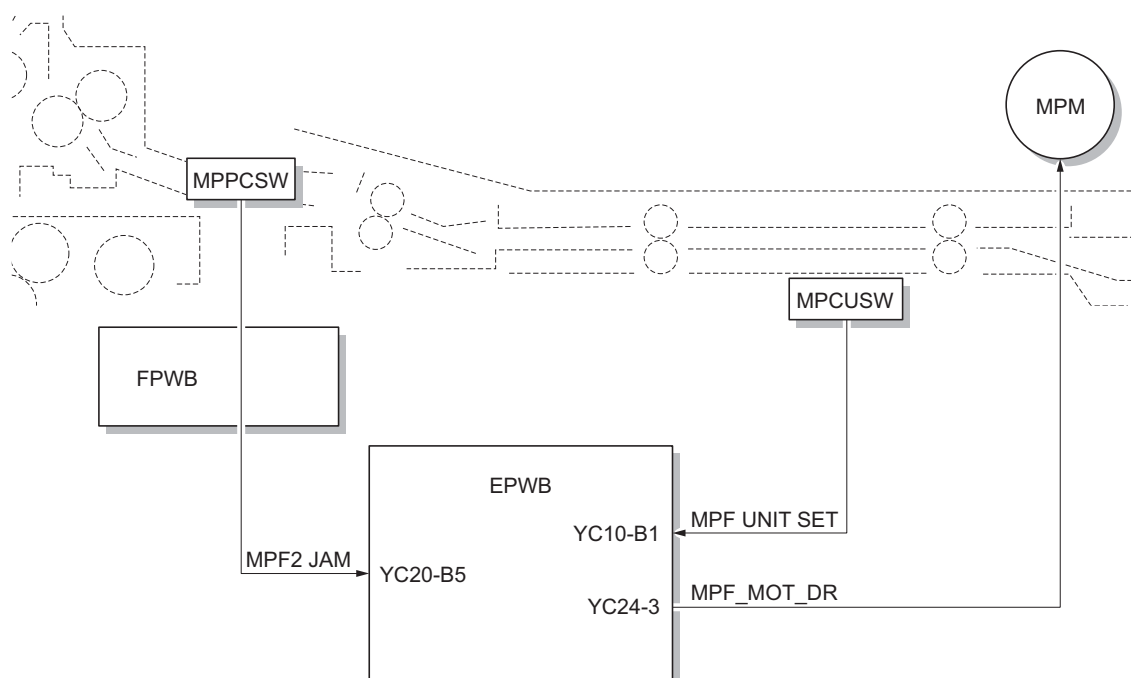 MPM
MPPCSW
MPCUSW
FPWB
EPWB
YC10-B1
MPF UNIT SET
MPF2 JAM
YC20-B5
YC24-3
MPF_MOT_DR